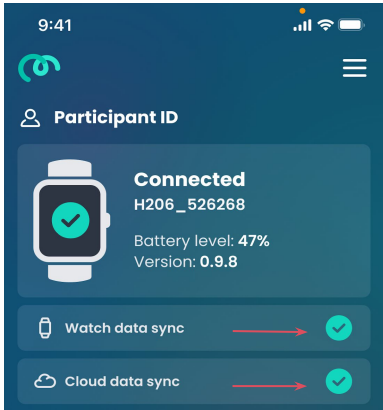 9:41
Participant ID
Connected
H206_526268
Battery level: 47%
Version: 0.9.8
Watch data sync
Cloud data sync